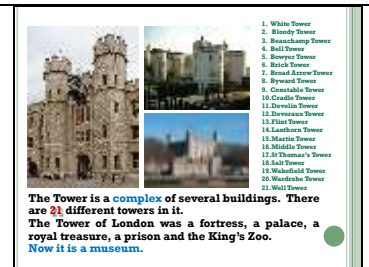 1. White Tower
2. Bloody Tower
3. Beauchamp Tower
4. Bell Tower
5. Bowyer Tower
6. Brick Tower
7. Broad Arrow Tower
8. Byward Tower
9. Constable Tower
10.Cradle Tower
11.Develin Tower
12.Deveraux Tower
13.Flint Tower
14.Lanthorn Tower
15.Martin Tower
16.Middle Tower
17.St Thomas's Tower
18.Salt Tower
19.Wakefield Tower
20.Wardrobe Tower
21.Well Tower
The Tower is a complex of several buildings. There
are 21 different towers in it.
The Tower of London was a fortress, a palace, a
royal treasure, a prison and the King's Zoo.
Now it is a museum.